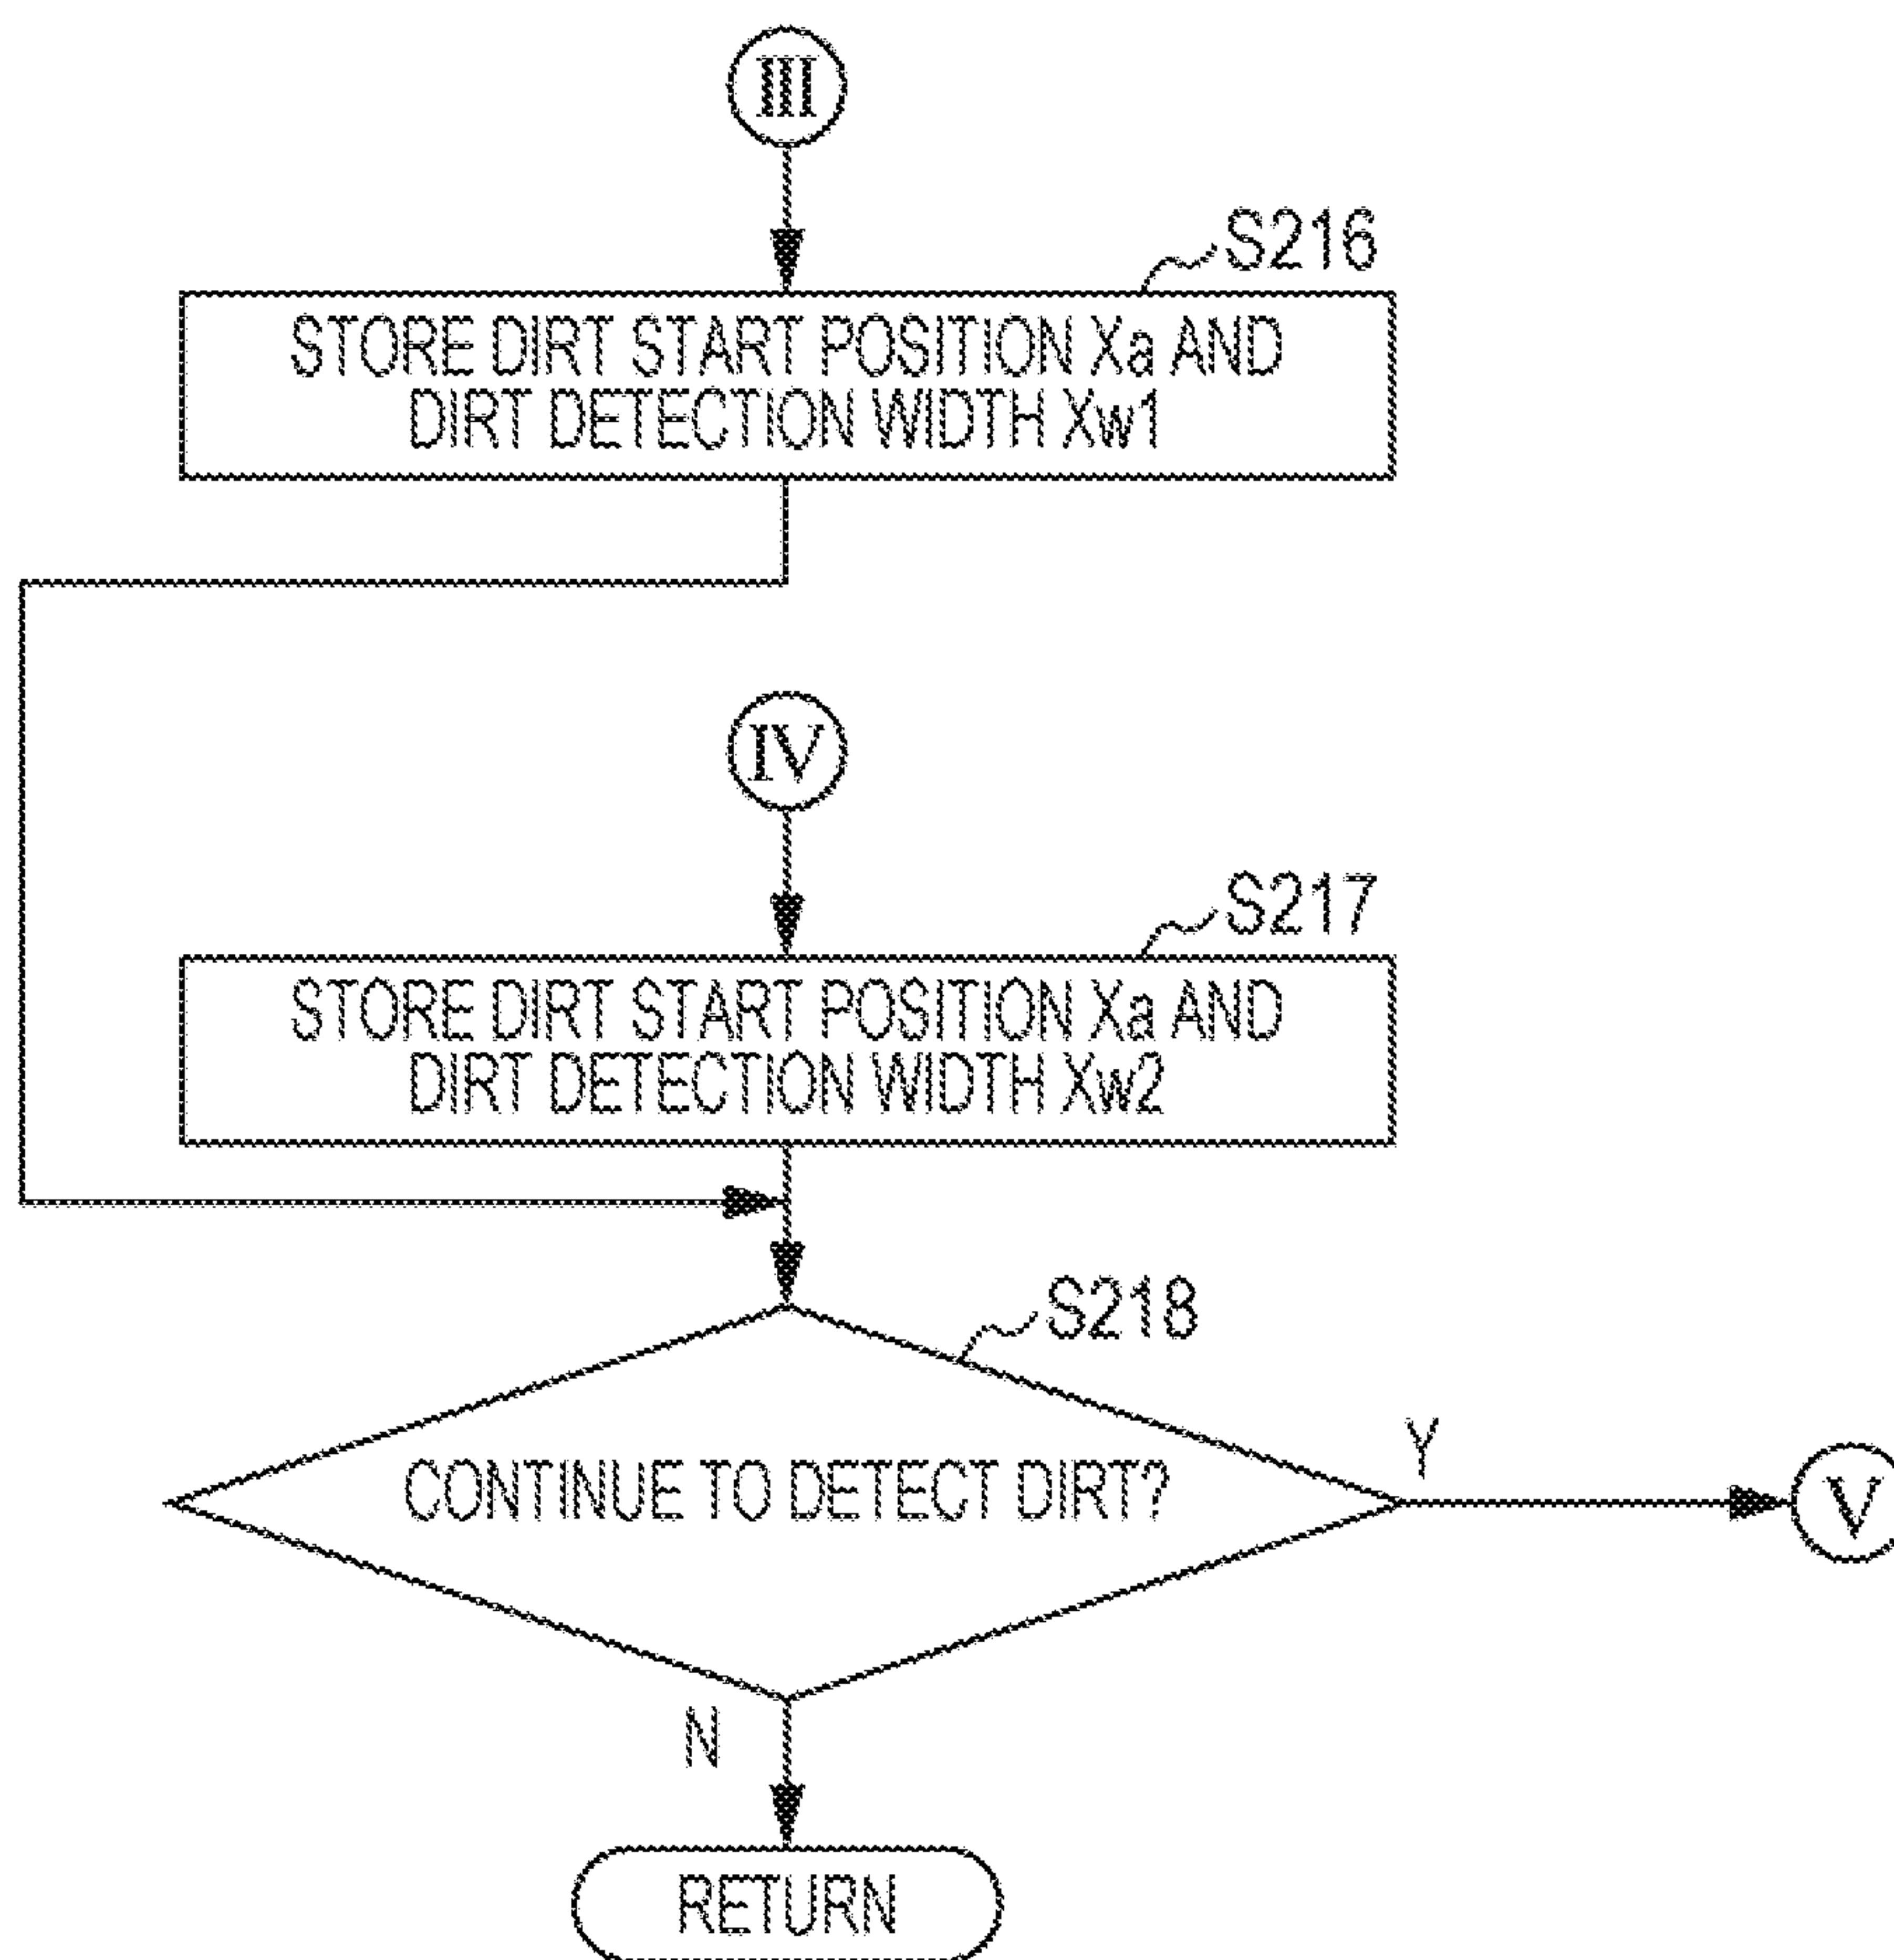 III
S216
STORE DIRT START POSITION Xa AND
DIRT DETECTION WIDTH Xw1
IV
S217
STORE DIRT START POSITION Xa AND
DIRT DETECTION WIDTH Xw2
S218
CONTINUE TO DETECT DIRT?
Y
V
N
RETURN